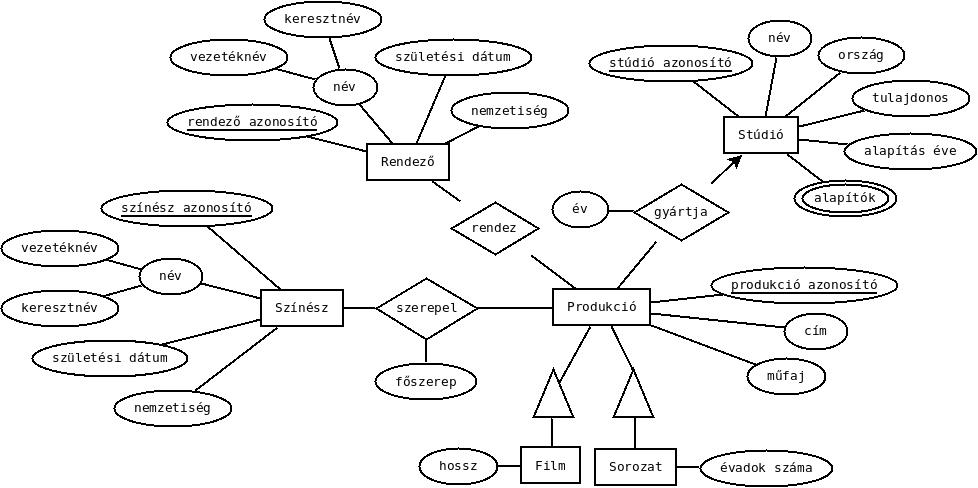 keresztnév
vezetéknév
név
születési dátum
nemzetiség
rendező azonosító
Rendező
név
stúdió azonosító
ország
tulajdonos
Stúdió
alapítás éve
alapítók
színész azonosító
év
gyártja
rendez
vezetéknév
név
keresztnév
Színész
szerepel
Produkció
produkció azonosító
cím
születési dátum
műfaj
főszerep
nemzetiség
hossz
Film
Sorozat
évadok száma